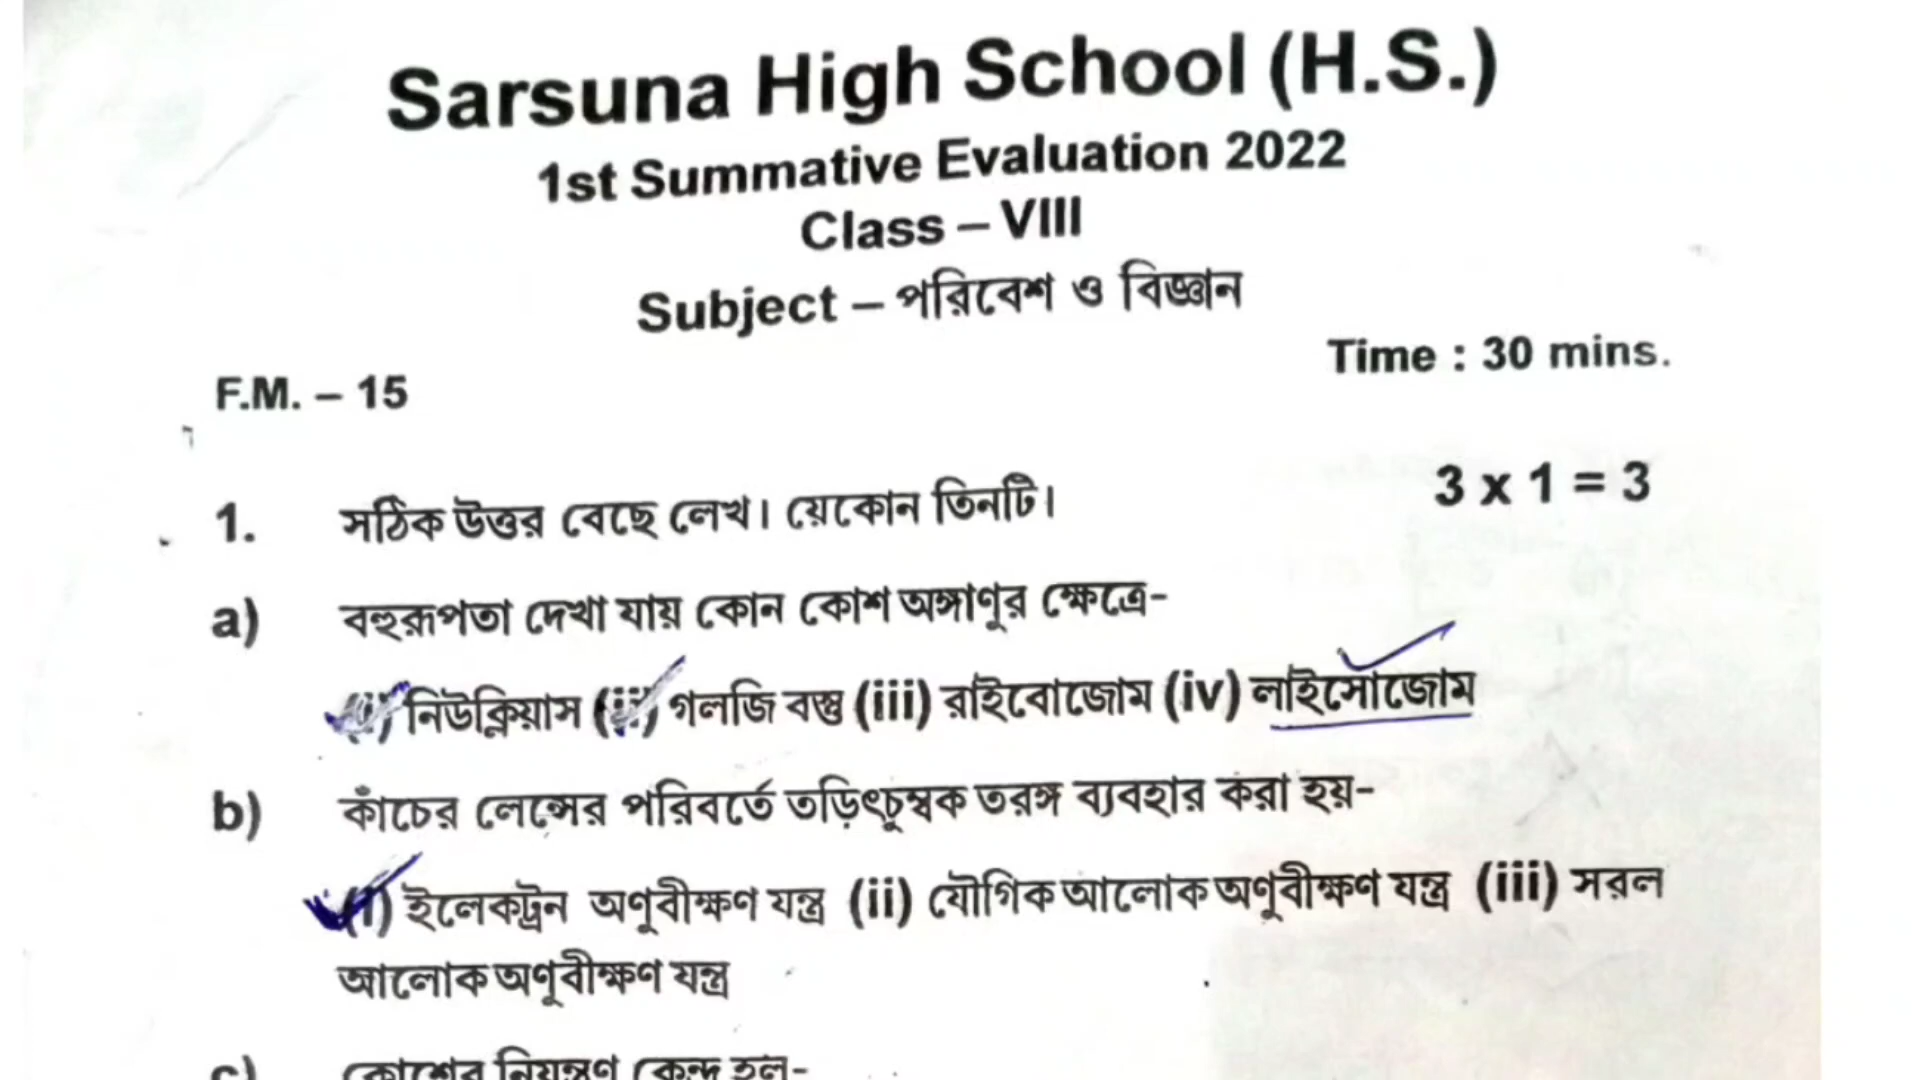 Sarsuna High School (H.S.)
1st Summative Evaluation 2022
Class – VIII
Subject – পরিবেশ ও বিজ্ঞান
Time : 30 mins.
F.M. – 15
1. সঠিক উত্তর বেছে লেখ। যেকোন তিনটি। 3 x 1 = 3
a) বহুরূপতা দেখা যায় কোন কোশ অঙ্গাণুর ক্ষেত্রে-
(i) নিউক্লিয়াস (ii) গলজি বস্তু (iii) রাইবোজোম (iv) লাইসোজোম
b) কাঁচের লেন্সের পরিবর্তে তড়িৎচুম্বক তরঙ্গ ব্যবহার করা হয়-
(i) ইলেকট্রন অণুবীক্ষণ যন্ত্র (ii) যৌগিক আলোক অণুবীক্ষণ যন্ত্র (iii) সরল
আলোক অণুবীক্ষণ যন্ত্র
c) কোশের নিয়ন্ত্রণ কেন্দ্র হল-